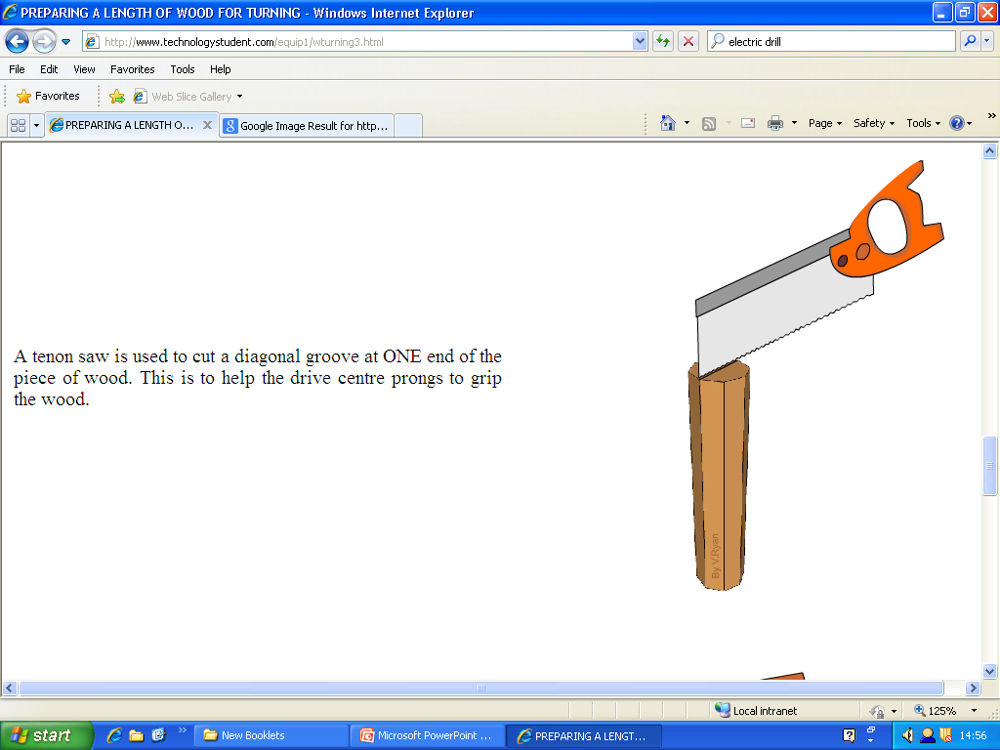 PREPARING A LENGTH OF WOOD FOR TURNING - Windows Internet Explorer
http://www.technologystudent.com/equip1/wturning3.html
electric drill
File Edit View Favorites Tools Help
Favorites Web Slice Gallery
PREPARING A LENGTH O... X Google Image Result for http... Page Safety Tools »
A tenon saw is used to cut a diagonal groove at ONE end of the
piece of wood. This is to help the drive centre prongs to grip
the wood.
By V.Ryan
Local intranet 125%
start » New Booklets Microsoft PowerPoint ... PREPARING A LENGT... 14:56